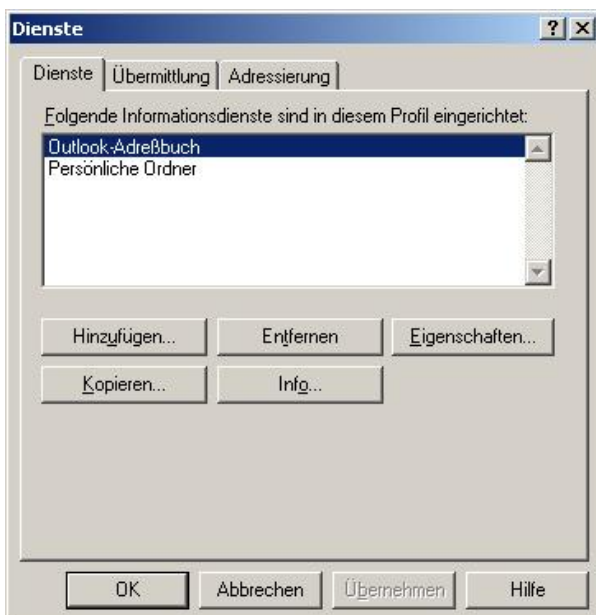 Dienste
Dienste Übermittlung Adressierung
Folgende Informationsdienste sind in diesem Profil eingerichtet:
Outlook-Adreßbuch
Persönliche Ordner
Hinzufügen... Entfernen Eigenschaften...
Kopieren... Info...
OK Abbrechen Übernehmen Hilfe